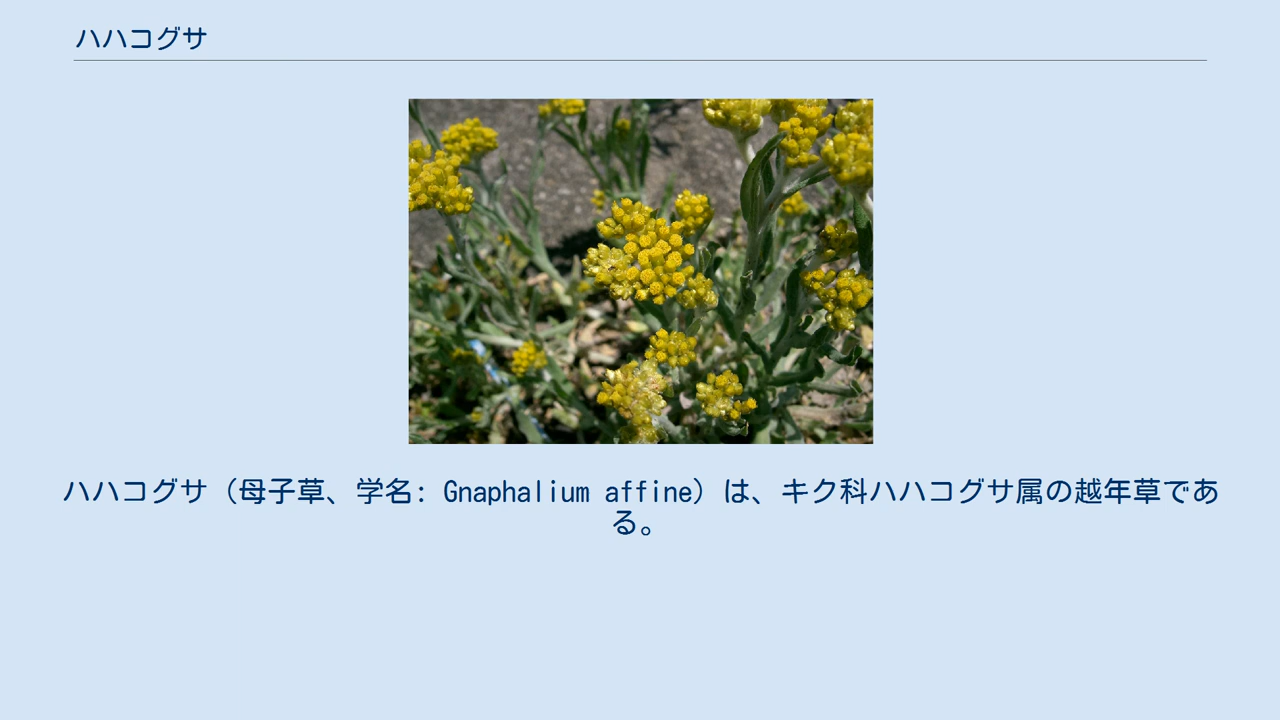 ハハコグサ
ハハコグサ（母子草、学名: Gnaphalium affine）は、キク科ハハコグサ属の越年草であ
る。